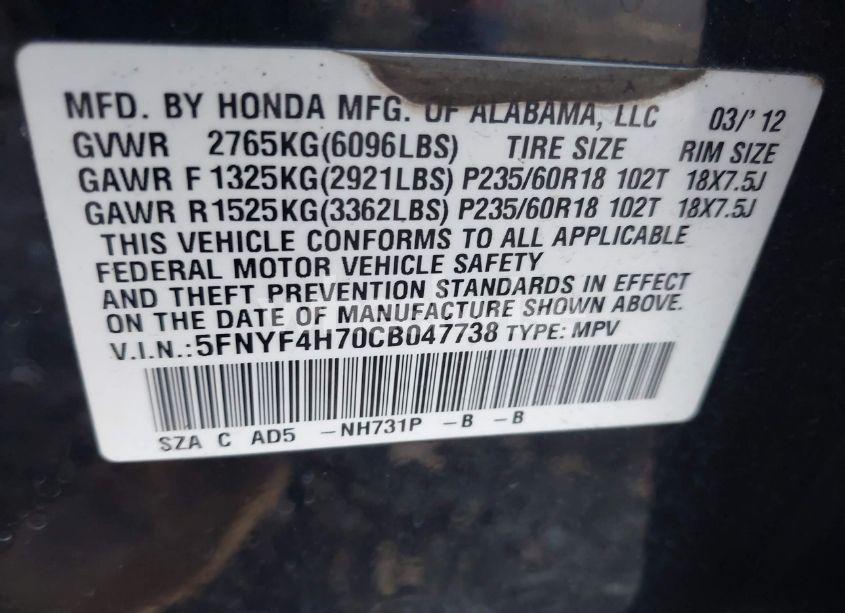 MFD. BY HONDA MFG. OF ALABAMA, LLC 03/'12
GVWR 2765KG(6096LBS) TIRE SIZE RIM SIZE
GAWR F 1325KG(2921LBS) P235/60R18 102T 18X7.5J
GAWR R1525KG(3362LBS) P235/60R18 102T 18X7.5J
THIS VEHICLE CONFORMS TO ALL APPLICABLE
FEDERAL MOTOR VEHICLE SAFETY
AND THEFT PREVENTION STANDARDS IN EFFECT
ON THE DATE OF MANUFACTURE SHOWN ABOVE.
V.I.N.:5FNYF4H70CB047738 TYPE: MPV
SZA C AD5 -NH731P -B -B